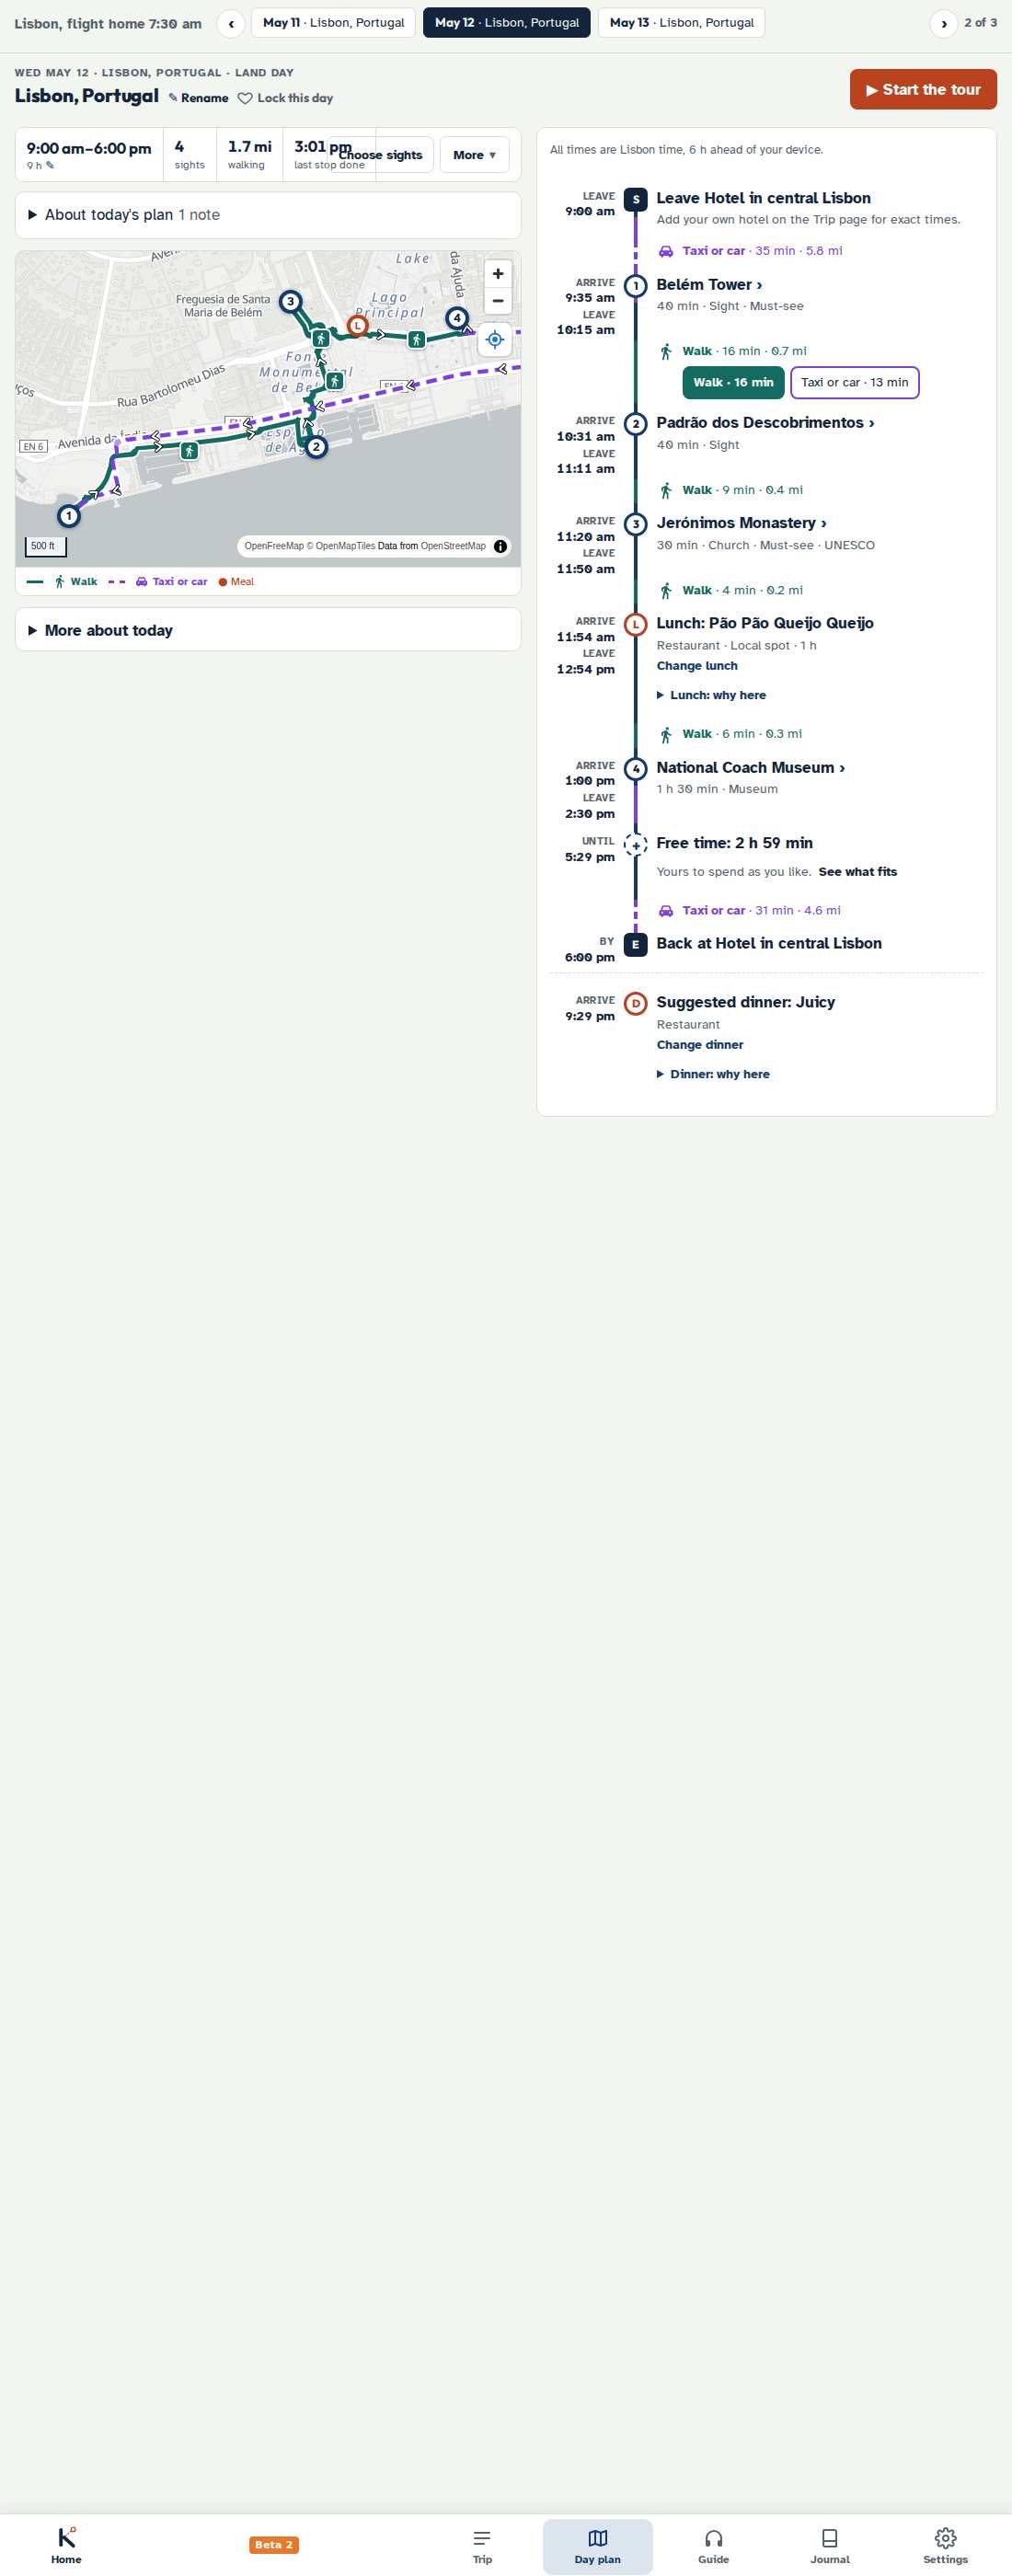 Lisbon, flight home 7:30 am
‹
May 11 · Lisbon, Portugal
May 12 · Lisbon, Portugal
May 13 · Lisbon, Portugal
›
2 of 3
WED MAY 12 · LISBON, PORTUGAL · LAND DAY
Lisbon, Portugal
✎ Rename
Lock this day
▶ Start the tour
9:00 am–6:00 pm
9 h ✎
4
sights
1.7 mi
walking
3:01 pm
last stop done
Choose sights
More ▼
▶ About today's plan 1 note
Lake
da Ajuda
Freguesia de Santa
Maria de Belém
Lago
Principal
3
L
4
+
−
Rua Bartolomeu Dias
EN 6
Avenida da
2
1
500 ft
OpenFreeMap © OpenMapTiles Data from OpenStreetMap
Walk
Taxi or car
Meal
▶ More about today
All times are Lisbon time, 6 h ahead of your device.
LEAVE
9:00 am
S
Leave Hotel in central Lisbon
Add your own hotel on the Trip page for exact times.
Taxi or car · 35 min · 5.8 mi
ARRIVE
9:35 am
LEAVE
10:15 am
1
Belém Tower ›
40 min · Sight · Must-see
Walk · 16 min · 0.7 mi
Walk · 16 min
Taxi or car · 13 min
ARRIVE
10:31 am
LEAVE
11:11 am
2
Padrão dos Descobrimentos ›
40 min · Sight
Walk · 9 min · 0.4 mi
ARRIVE
11:20 am
LEAVE
11:50 am
3
Jerónimos Monastery ›
30 min · Church · Must-see · UNESCO
Walk · 4 min · 0.2 mi
ARRIVE
11:54 am
LEAVE
12:54 pm
L
Lunch: Pão Pão Queijo Queijo
Restaurant · Local spot · 1 h
Change lunch
▶ Lunch: why here
Walk · 6 min · 0.3 mi
ARRIVE
1:00 pm
LEAVE
2:30 pm
4
National Coach Museum ›
1 h 30 min · Museum
UNTIL
5:29 pm
+
Free time: 2 h 59 min
Yours to spend as you like. See what fits
Taxi or car · 31 min · 4.6 mi
BY
6:00 pm
E
Back at Hotel in central Lisbon
ARRIVE
9:29 pm
D
Suggested dinner: Juicy
Restaurant
Change dinner
▶ Dinner: why here
Home
Beta 2
Trip
Day plan
Guide
Journal
Settings